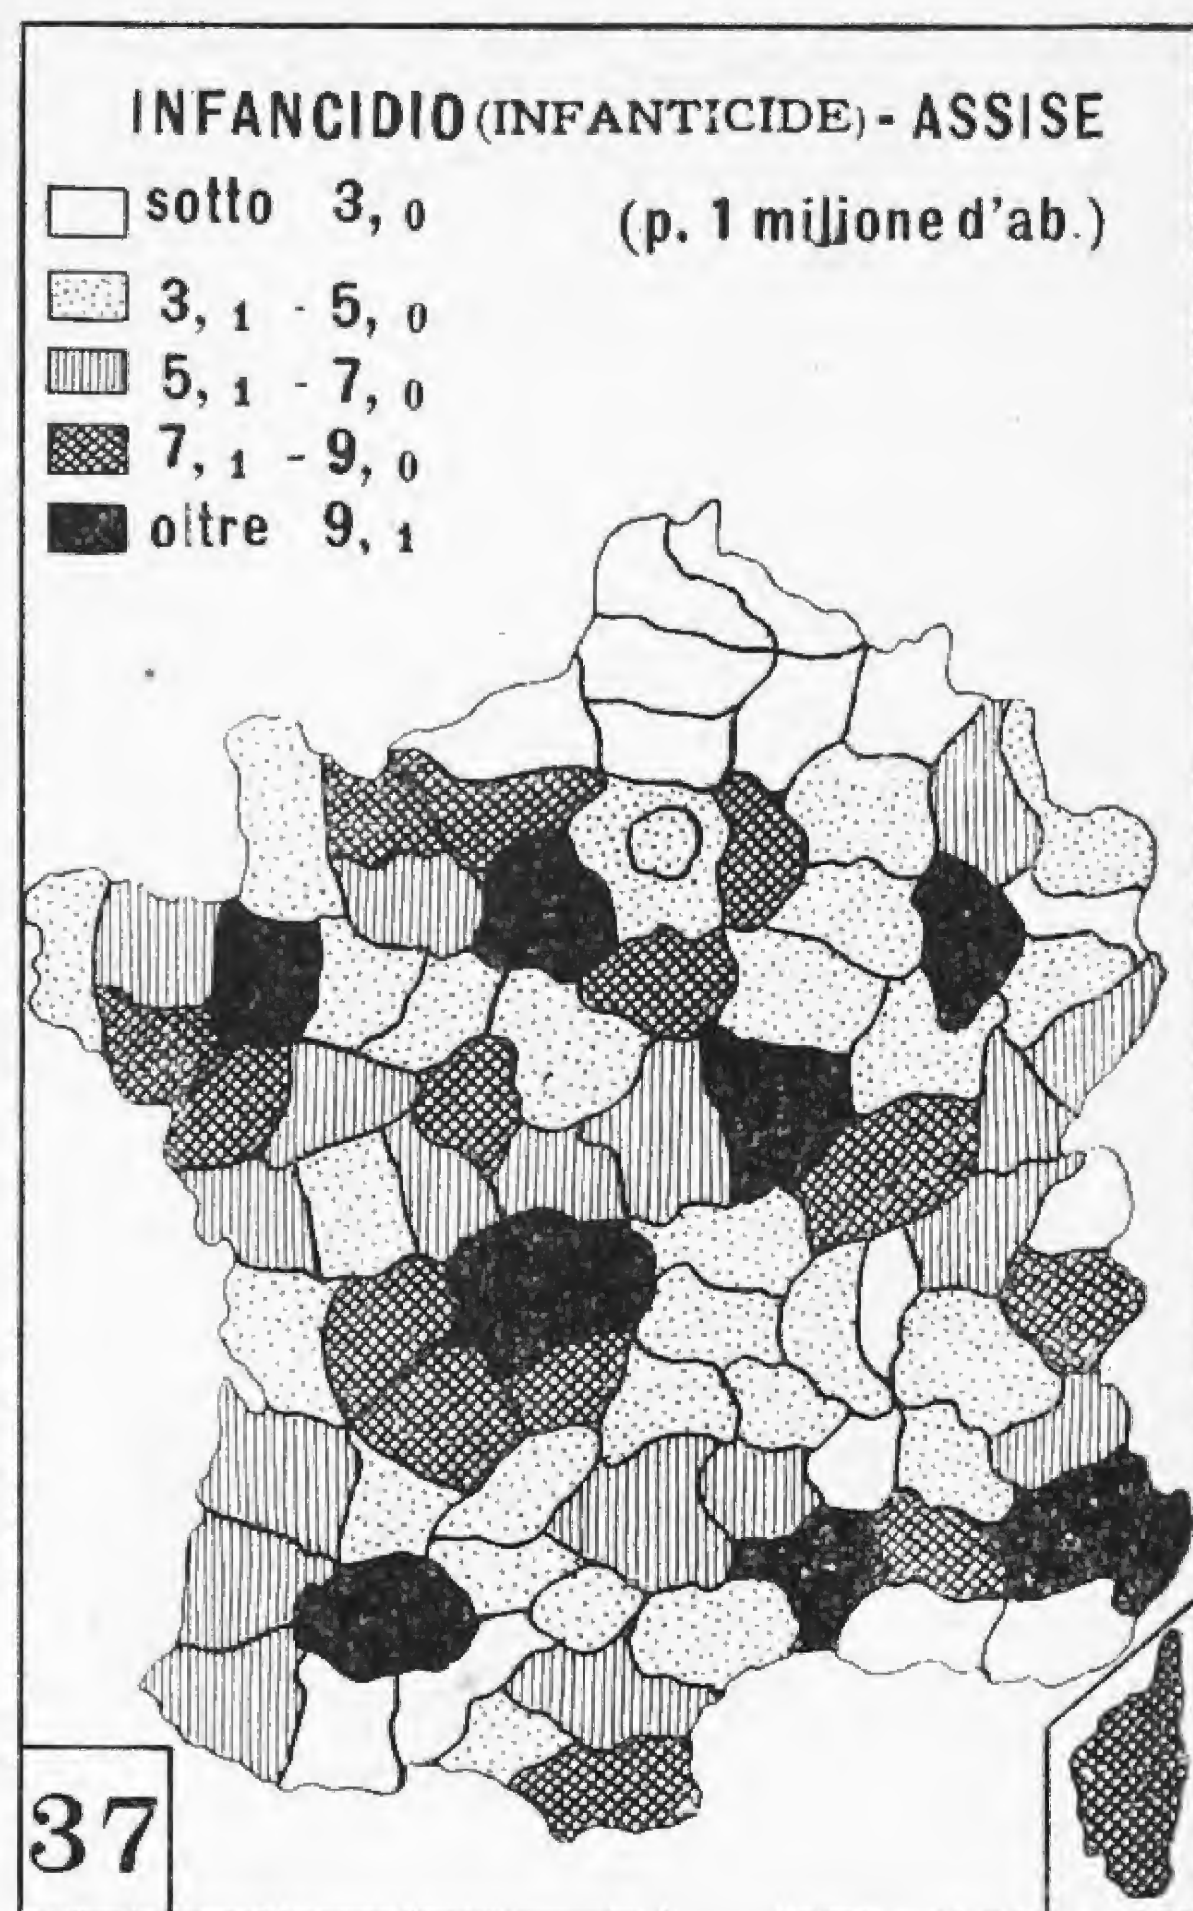 INFANCIDIO (INFANTICIDE) - ASSISE
(p. 1 milione d'ab.)
sotto 3, 0
3, 1 - 5, 0
5, 1 - 7, 0
7, 1 - 9, 0
oltre 9, 1
37